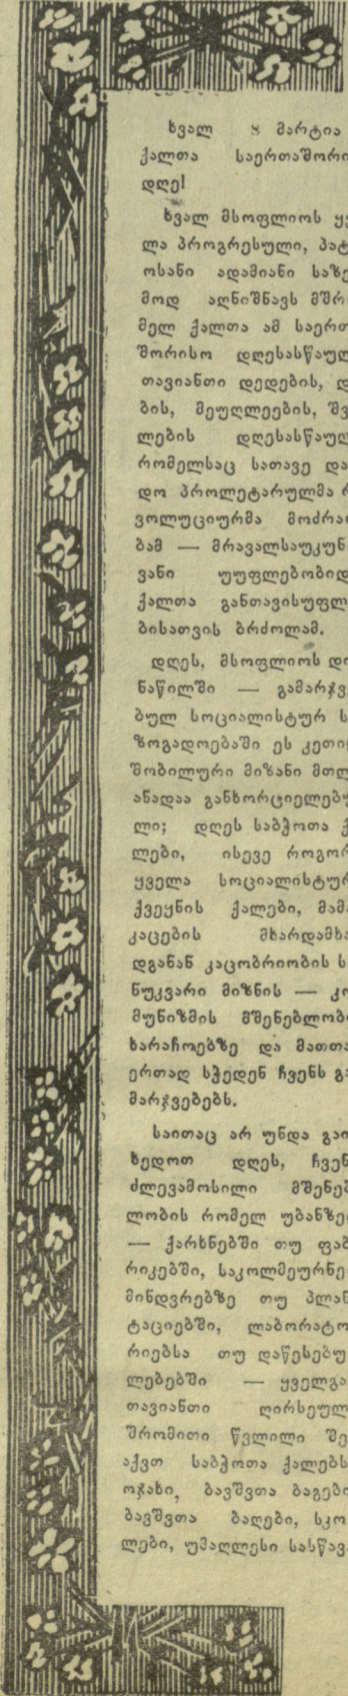 ხვალ 8 მარტია
ქალთა საერთაშორი
დღე!
ხვალ მსოფლიოს ყვ
ლა პროგრესული, პატ
ოსანი ადამიანი საზე
მოდ აღნიშნავს მშრი
მელ ქალთა ამ საერთ
შორისო დღესასწაულ
თავიანთი დედების, დ
ბის, მეუღლეების, შვ
ლების დღესასწაულ
რომელსაც სათავე და
დო პროლეტარულმა რ
ვოლუციურმა მოძრაო
ბამ — მრავალსაუკუნ
ვანი უუფლებობიდ
ქალთა განთავისუფლ
ბისათვის ბრძოლამ.
დღეს, მსოფლიოს დი
ნაწილში — გამარჯვ
ბულ სოციალისტურ ს
ზოგადოებაში ეს კეთილ
შობილური მიზანი მთლ
ანადაა განხორციელებუ
ლი; დღეს საბჭოთა ქ
ლები, ისევე როგორ
ყველა სოციალისტურ
ქვეყნის ქალები, მამა
კაცების მხარდამხა
დგანან კაცობრიობის ს
ნუკვარი მიზნის — კო
მუნიზმის მშენებლობი
ხარაჩოებზე და მათთა
ერთად სჭედენ ჩვენს გა
მარჯვებებს.
საითაც არ უნდა გაი
ხედოთ დღეს, ჩვენ
ძლევამოსილი მშენებ
ლობის რომელ უბანზე
— ქარხნებში თუ ფაბ
რიკებში, საკოლმეურნე
მინდვრებზე თუ პლან
ტაციებში, ლაბორატო
რიებსა თუ დაწესებუ
ლებებში — ყველგა
თავიანთი ღირსეულ
შრომითი წვლილი შე
აქვთ საბჭოთა ქალებს
ოჯახი, ბავშვთა ბაგები
ბავშვთა ბაღები, სკო
ლები, უმაღლესი სასწავ